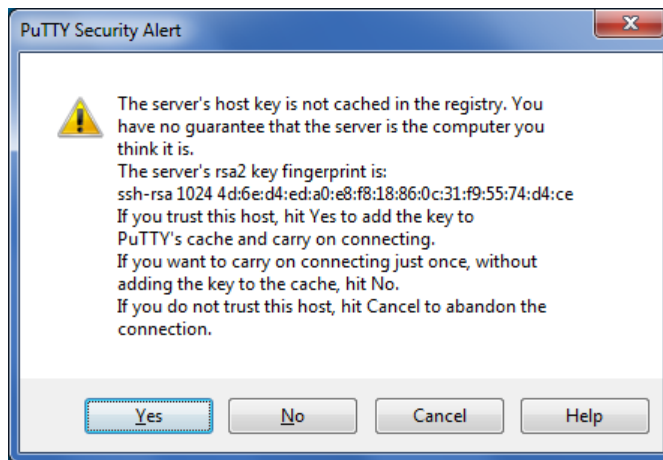 PuTTY Security Alert
The server's host key is not cached in the registry. You
have no guarantee that the server is the computer you
think it is.
The server's rsa2 key fingerprint is:
ssh-rsa 1024 4d:6e:d4:ed:a0:e8:f8:18:86:0c:31:f9:55:74:d4:ce
If you trust this host, hit Yes to add the key to
PuTTY's cache and carry on connecting.
If you want to carry on connecting just once, without
adding the key to the cache, hit No.
If you do not trust this host, hit Cancel to abandon the
connection.
Yes No Cancel Help